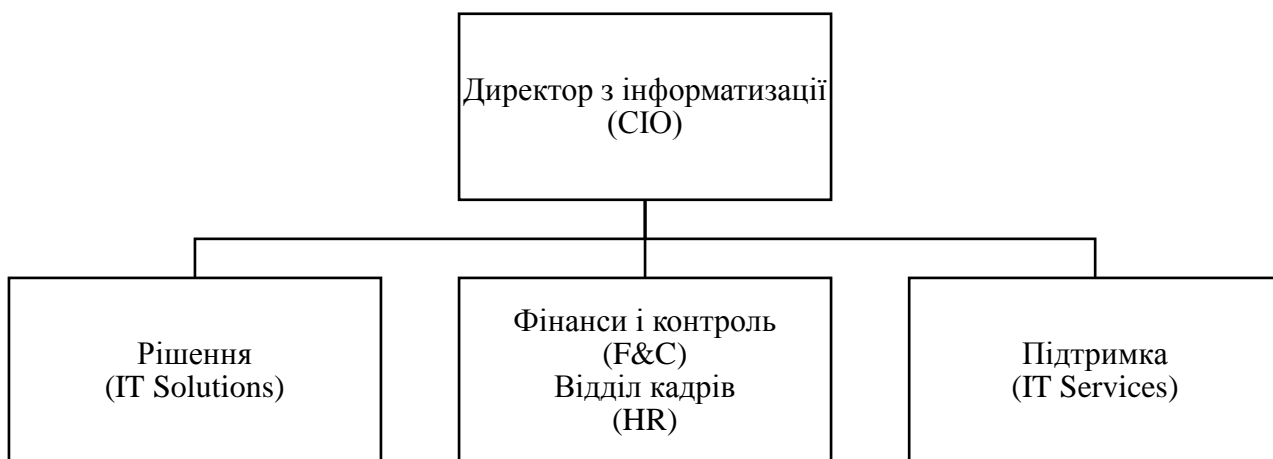 Директор з інформатизації
(CIO)
Рішення
(IT Solutions)
Фінанси і контроль
(F&C)
Відділ кадрів
(HR)
Підтримка
(IT Services)